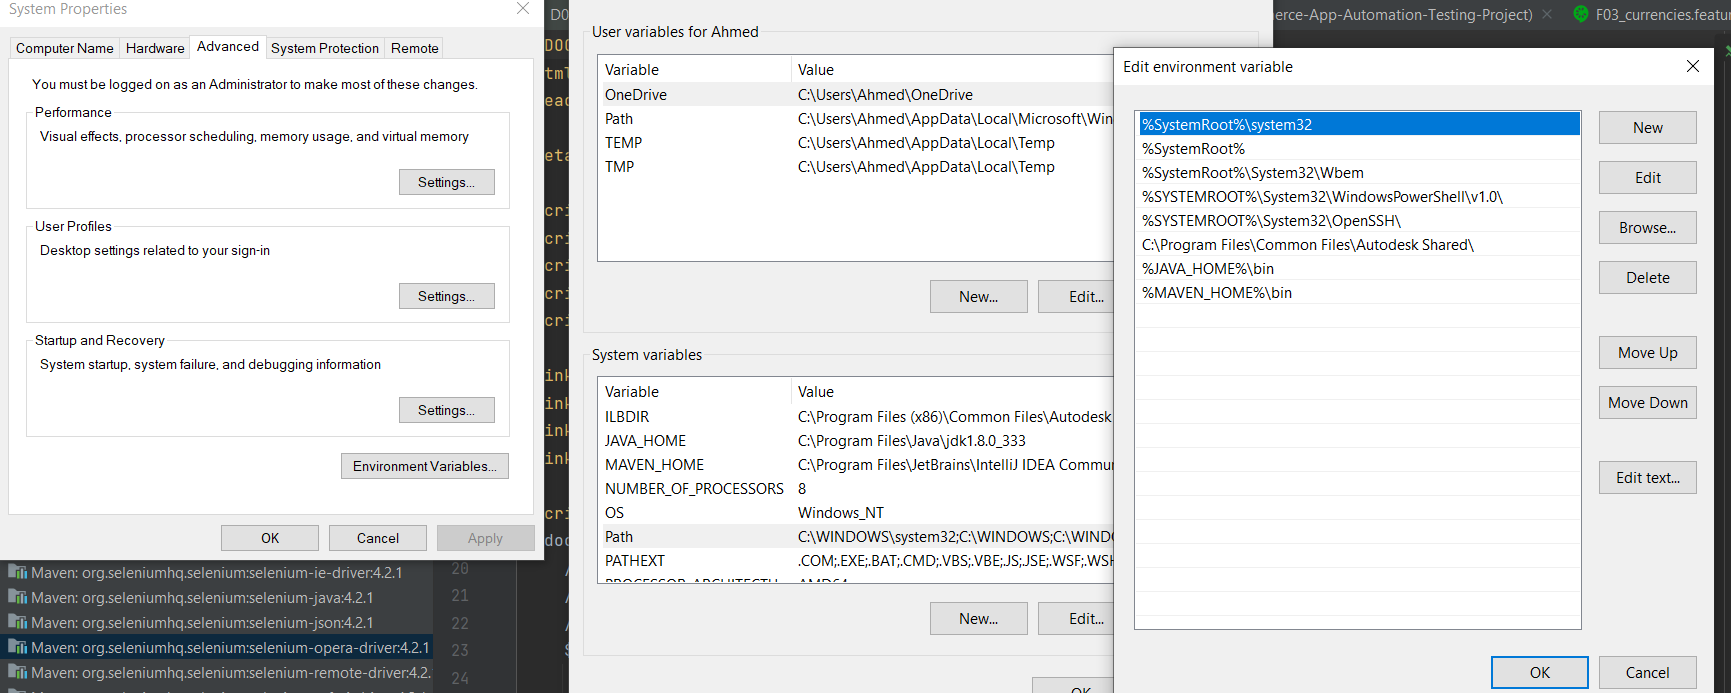 System Properties
Computer Name
Hardware
Advanced
System Protection
Remote
You must be logged on as an Administrator to make most of these changes.
Performance
Visual effects, processor scheduling, memory usage, and virtual memory
Settings...
User Profiles
Desktop settings related to your sign-in
Settings...
Startup and Recovery
System startup, system failure, and debugging information
Settings...
Environment Variables...
OK
Cancel
Apply
Maven: org.seleniumhq.selenium:selenium-ie-driver:4.2.1
Maven: org.seleniumhq.selenium:selenium-java:4.2.1
Maven: org.seleniumhq.selenium:selenium-json:4.2.1
Maven: org.seleniumhq.selenium:selenium-opera-driver:4.2.1
Maven: org.seleniumhq.selenium:selenium-remote-driver:4.2.
20
21
22
23
24
User variables for Ahmed
Variable Value
OneDrive C:\Users\Ahmed\OneDrive
Path C:\Users\Ahmed\AppData\Local\Microsoft\Win
TEMP C:\Users\Ahmed\AppData\Local\Temp
TMP C:\Users\Ahmed\AppData\Local\Temp
New...
Edit...
System variables
Variable Value
ILBDIR C:\Program Files (x86)\Common Files\Autodesk
JAVA_HOME C:\Program Files\Java\jdk1.8.0_333
MAVEN_HOME C:\Program Files\JetBrains\IntelliJ IDEA Commu
NUMBER_OF_PROCESSORS 8
OS Windows_NT
Path C:\WINDOWS\system32;C:\WINDOWS;C:\WIND
PATHEXT .COM;.EXE;.BAT;.CMD;.VBS;.VBE;.JS;.JSE;.WSF;.WSH
New...
Edit...
OK
erce-App-Automation-Testing-Project)
F03_currencies.featur
Edit environment variable
%SystemRoot%\system32
%SystemRoot%
%SystemRoot%\System32\Wbem
%SYSTEMROOT%\System32\WindowsPowerShell\v1.0\
%SYSTEMROOT%\System32\OpenSSH\
C:\Program Files\Common Files\Autodesk Shared\
%JAVA_HOME%\bin
%MAVEN_HOME%\bin
New
Edit
Browse...
Delete
Move Up
Move Down
Edit text...
OK
Cancel